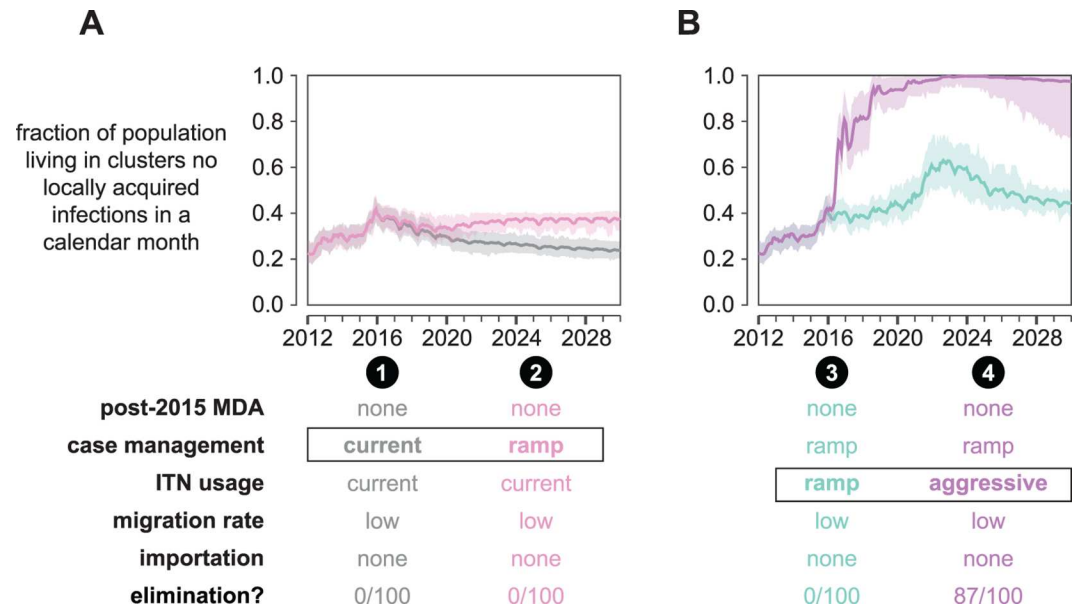 A
B
fraction of population
living in clusters no
locally acquired
infections in a
calendar month
1.0
0.8
0.6
0.4
0.2
0.0
2012 2016 2020 2024 2028
1.0
0.8
0.6
0.4
0.2
0.0
2012 2016 2020 2024 2028
1 2 3 4
post-2015 MDA none none none none
case management current ramp ramp ramp
ITN usage current current ramp aggressive
migration rate low low low low
importation none none none none
elimination? 0/100 0/100 0/100 87/100